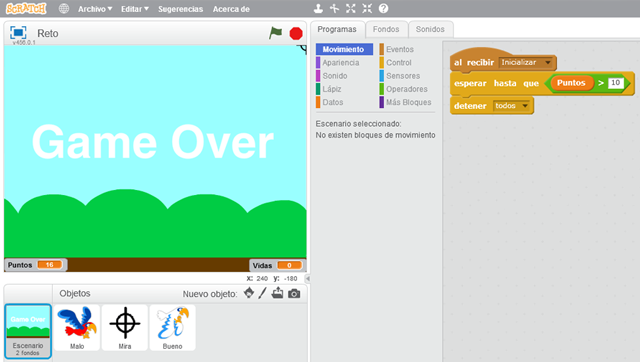 SCRATCH Archivo Editar Sugerencias Acerca de
Reto
v456.0.1
Game Over
Puntos 16 Vidas 0
x: 240 y: -180
Objetos Nuevo objeto:
Game Over
Escenario
2 fondos
Malo
Mira
Bueno
Programas Fondos Sonidos
Movimiento Eventos
Apariencia Control
Sonido Sensores
Lápiz Operadores
Datos Más Bloques
Escenario seleccionado:
No existen bloques de movimiento
al recibir Inicializar
esperar hasta que Puntos > 10
detener todos